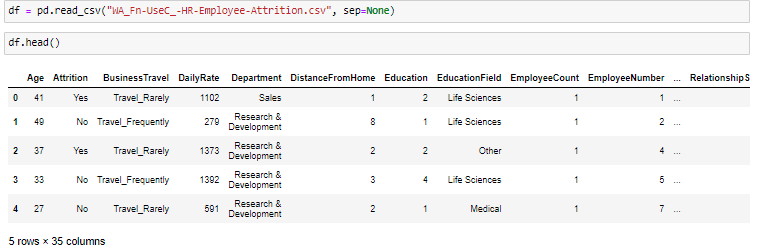 df = pd.read_csv("WA_Fn-UseC_-HR-Employee-Attrition.csv", sep=None)
df.head()
Age Attrition BusinessTravel DailyRate Department DistanceFromHome Education EducationField EmployeeCount EmployeeNumber ... RelationshipS
0 41 Yes Travel_Rarely 1102 Sales 1 2 Life Sciences 1 1 ...
1 49 No Travel_Frequently 279 Research & Development 8 1 Life Sciences 1 2 ...
2 37 Yes Travel_Rarely 1373 Research & Development 2 2 Other 1 4 ...
3 33 No Travel_Frequently 1392 Research & Development 3 4 Life Sciences 1 5 ...
4 27 No Travel_Rarely 591 Research & Development 2 1 Medical 1 7 ...
5 rows × 35 columns